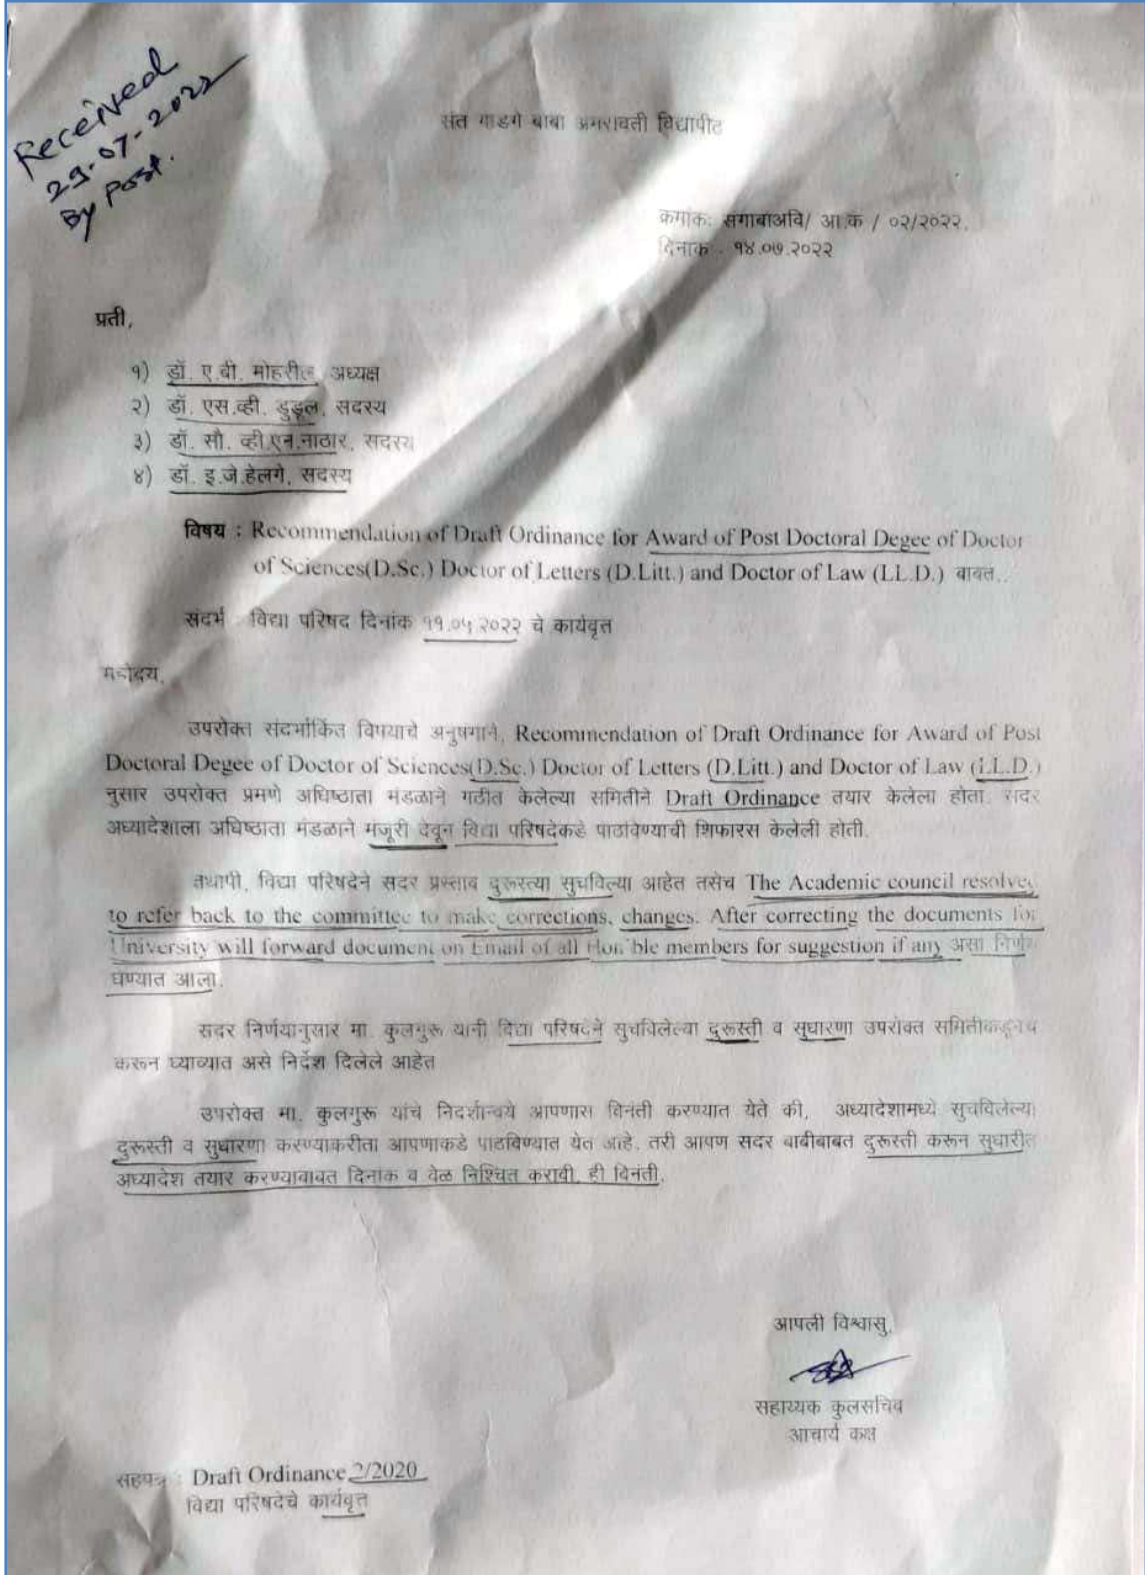 Received
29-07-2022
By Post.
संत गाडगे बाबा अमरावती विद्यापीठ
क्रमांक: संगाबाअवि/ आ.क / ०२/२०२२.
दिनाक - १४.०७.२०२२
प्रती,
१) डॉ. ए.बी. मोहरील, अध्यक्ष
२) डॉ. एस.व्ही. डुडूल, सदस्य
३) डॉ. सौ. व्ही.एन.नाठार, सदस्य
४) डॉ. इ.जे.हेलगे, सदस्य
विषय : Recommendation of Draft Ordinance for Award of Post Doctoral Degee of Doctor
of Sciences(D.Sc.) Doctor of Letters (D.Litt.) and Doctor of Law (LL.D.) बाबत..
संदर्भ : विद्या परिषद दिनांक ११.०५.२०२२ चे कार्यवृत्त
महोदय,
उपरोक्त संदर्भांकित विषयाचे अनुषगाने, Recommendation of Draft Ordinance for Award of Post
Doctoral Degee of Doctor of Sciences(D.Sc.) Doctor of Letters (D.Litt.) and Doctor of Law (LL.D.)
नुसार उपरोक्त प्रमणे अधिष्ठाता मंडळाने गठीत केलेल्या समितीने Draft Ordinance तयार केलेला होता. सदर
अध्यादेशाला अधिष्ठाता मंडळाने मजूरी देवून विद्या परिषदेकडे पाठविण्याची शिफारस केलेली होती.
तथापी, विद्या परिषदेने सदर प्रस्ताव दुरूस्त्या सुचविल्या आहेत तसेच The Academic council resolved
to refer back to the committee to make corrections, changes. After correcting the documents for
University will forward document on Email of all Hon'ble members for suggestion if any असा निर्णय
घेण्यात आला.
सदर निर्णयानुसार मा. कुलगुरू यांनी विद्या परिषदेने सुचविलेल्या दुरूस्ती व सुधारणा उपरोक्त समितीकडूनच
करून घ्याव्यात असे निर्देश दिलेले आहेत
उपरोक्त मा. कुलगुरू यांचे निदर्शान्वये आपणास विनंती करण्यात येते की, अध्यादेशामध्ये सुचविलेल्या
दुरूस्ती व सुधारणा करण्याकरीता आपणाकडे पाठविण्यात येत आहे. तरी आपण सदर बाबीबाबत दुरूस्ती करून सुधारीत
अध्यादेश तयार करण्याबाबत दिनांक व वेळ निश्चित करावी. ही विनंती.
आपली विश्वासु,
सहाय्यक कुलसचिव
आचार्य कक्ष
सहपत्र : Draft Ordinance 2/2020
विद्या परिषदेचे कार्यवृत्त